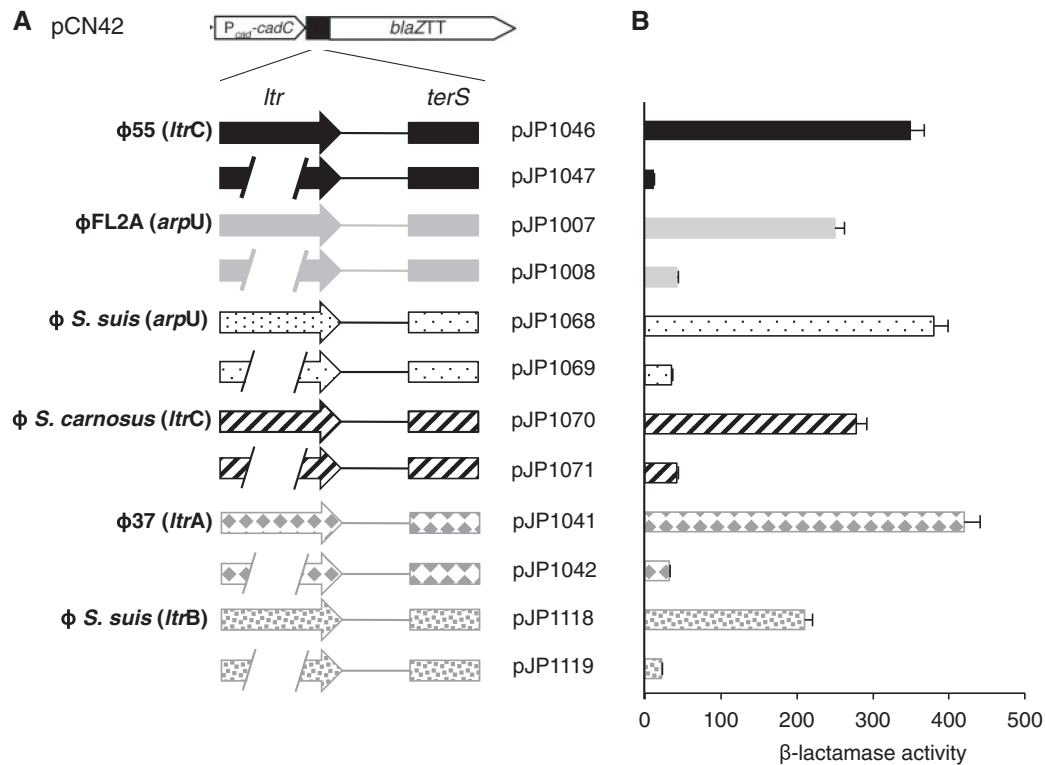 A pCN42
P cad-cadC blaZTT
ltr terS
ϕ55 (ltrC) pJP1046
pJP1047
ϕFL2A (arpU) pJP1007
pJP1008
ϕ S. suis (arpU) pJP1068
pJP1069
ϕ S. carnosus (ltrC) pJP1070
pJP1071
ϕ37 (ltrA) pJP1041
pJP1042
ϕ S. suis (ltrB) pJP1118
pJP1119
B
0 100 200 300 400 500
β-lactamase activity